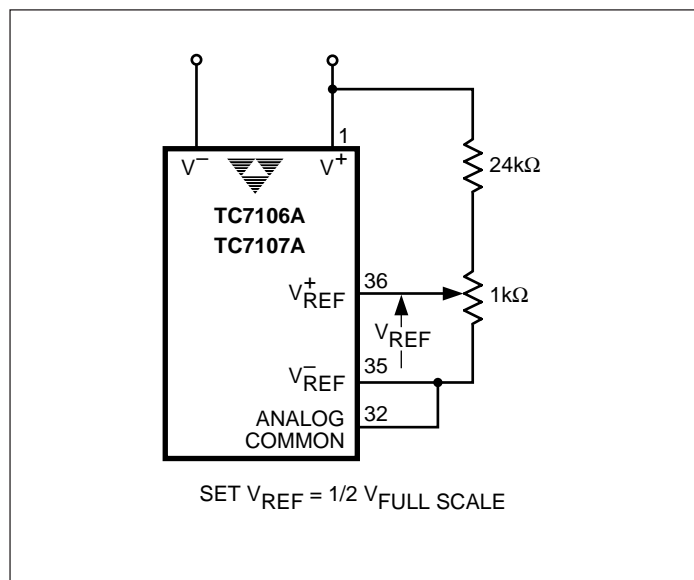 1
V− V+
24kΩ
TC7106A
TC7107A
36
V+REF
1kΩ
VREF
35
V−REF
32
ANALOG
COMMON
SET VREF = 1/2 VFULL SCALE